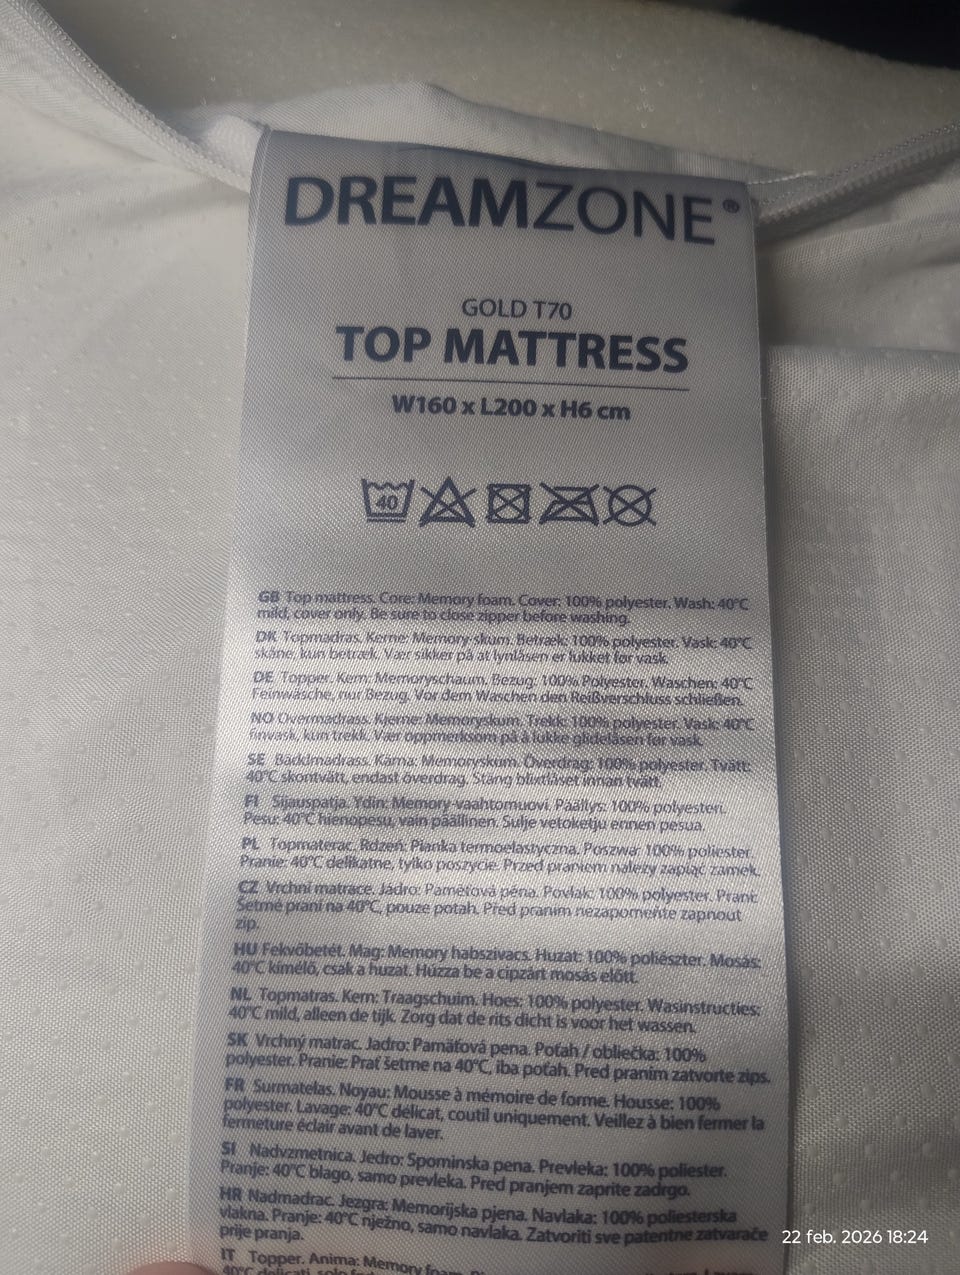 DREAMZONE®
GOLD T70
TOP MATTRESS
W160 x L200 x H6 cm
40
GB Top mattress. Core: Memory foam. Cover: 100% polyester. Wash: 40°C
mild, cover only. Be sure to close zipper before washing.
DK Topmadras. Kerne: Memory-skum. Betræk: 100% polyester. Vask: 40°C
skåne, kun betræk. Vær sikker på at lynlåsen er lukket før vask.
DE Topper. Kern: Memoryschaum. Bezug: 100% Polyester. Waschen: 40°C
Feinwäsche, nur Bezug. Vor dem Waschen den Reißverschluss schließen.
NO Overmadrass. Kjerne: Memoryskum. Trekk: 100% polyester. Vask: 40°C
finvask, kun trekk. Vær oppmerksom på å lukke glidelåsen før vask.
SE Bäddmadrass. Kärna: Memoryskum. Överdrag: 100% polyester. Tvätt:
40°C skontvätt, endast överdrag. Stäng blixtlåset innan tvätt.
FI Sijauspatja. Ydin: Memory-vaahtomuovi. Päällys: 100% polyesteri.
Pesu: 40°C hienopesu, vain päällinen. Sulje vetoketju ennen pesua.
PL Topmaterac. Rdzeń: Pianka termoelastyczna. Poszwa: 100% poliester.
Pranie: 40°C delikatne, tylko poszycie. Przed praniem należy zapiąć zamek.
CZ Vrchní matrace. Jádro: Paměťová pěna. Povlak: 100% polyester. Praní:
Šetrné praní na 40°C, pouze potah. Před praním nezapomeňte zapnout
zip.
HU Fekvőbetét. Mag: Memory habszivacs. Huzat: 100% poliészter. Mosás:
40°C kímélő, csak a huzat. Húzza be a cipzárt mosás előtt.
NL Topmatras. Kern: Traagschuim. Hoes: 100% polyester. Wasinstructies:
40°C mild, alleen de tijk. Zorg dat de rits dicht is voor het wassen.
SK Vrchný matrac. Jadro: Pamäťová pena. Poťah / obliečka: 100%
polyester. Pranie: Prať šetrne na 40°C, iba poťah. Pred praním zatvorte zips.
FR Surmatelas. Noyau: Mousse à mémoire de forme. Housse: 100%
polyester. Lavage: 40°C délicat, coutil uniquement. Veillez à bien fermer la
fermeture éclair avant de laver.
SI Nadvzmetnica. Jedro: Spominska pena. Prevleka: 100% poliester.
Pranje: 40°C blago, samo prevleka. Pred pranjem zaprite zadrgo.
HR Nadmadrac. Jezgra: Memorijska pjena. Navlaka: 100% poliesterska
vlakna. Pranje: 40°C nježno, samo navlaka. Zatvoriti sve patentne zatvarače
prije pranja.
IT Topper. Anima: Memory
40°C delicati, solo
22 feb. 2026 18:24